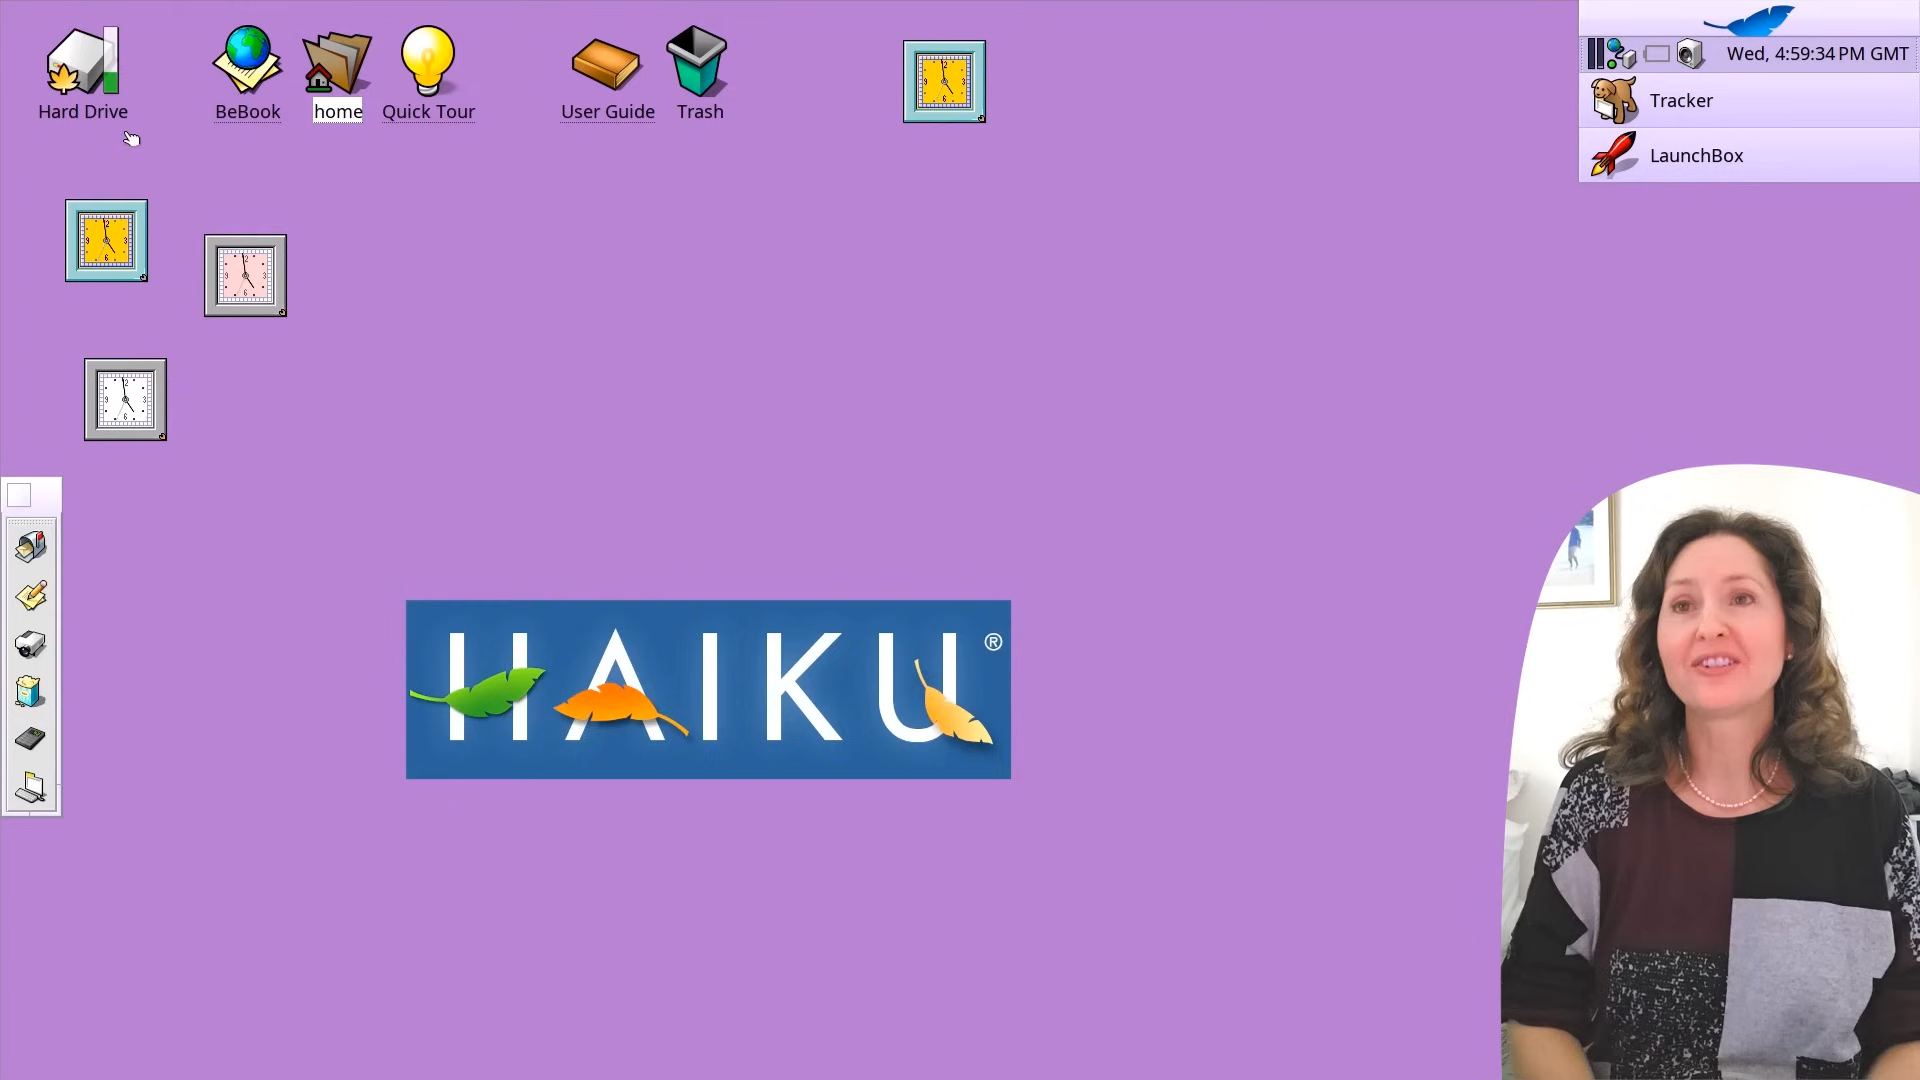 Hard Drive
BeBook
home
Quick Tour
User Guide
Trash
Wed, 4:59:34 PM GMT
Tracker
LaunchBox
HAIKU®